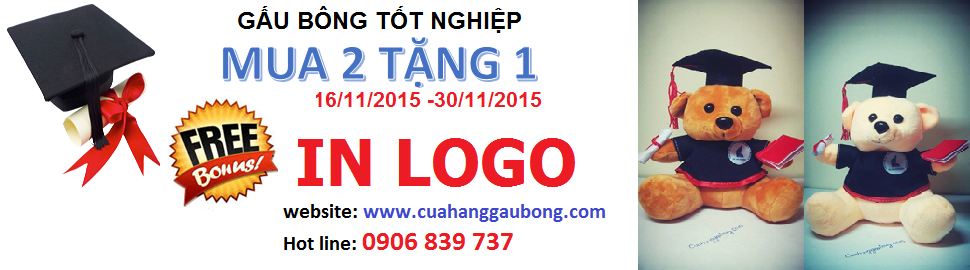 GẤU BÔNG TỐT NGHIỆP
MUA 2 TẶNG 1
16/11/2015 -30/11/2015
FREE
Bonus!
IN LOGO
website: www.cuahanggaubong.com
Hot line: 0906 839 737